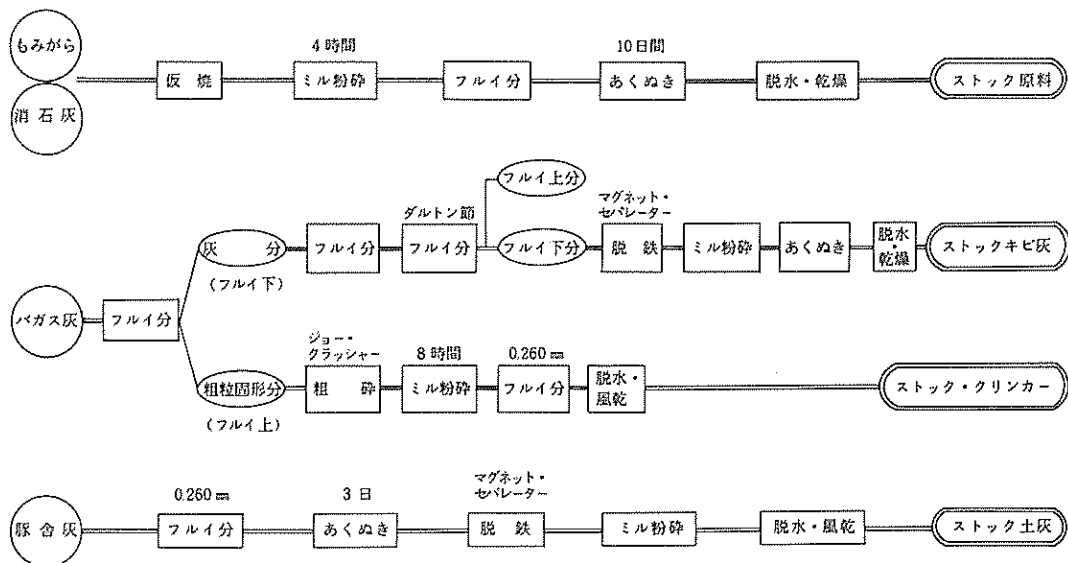 もみがら
消石灰
仮焼
4時間
ミル粉砕
フルイ分
10日間
あくぬき
脱水・乾燥
ストック原料
バガス灰
フルイ分
灰分
(フルイ下)
フルイ分
ダルトン節
フルイ分
フルイ上分
フルイ下分
マグネット・
セパレーター
脱鉄
ミル粉砕
あくぬき
脱水
・
乾燥
ストックキビ灰
粗粒固形分
(フルイ上)
ジョー・
クラッシャー
粗砕
8時間
ミル粉砕
0.260㎜
フルイ分
脱水・
風乾
ストック・クリンカー
豚舎灰
0.260㎜
フルイ分
3日
あくぬき
マグネット・
セパレーター
脱鉄
ミル粉砕
脱水・風乾
ストック土灰